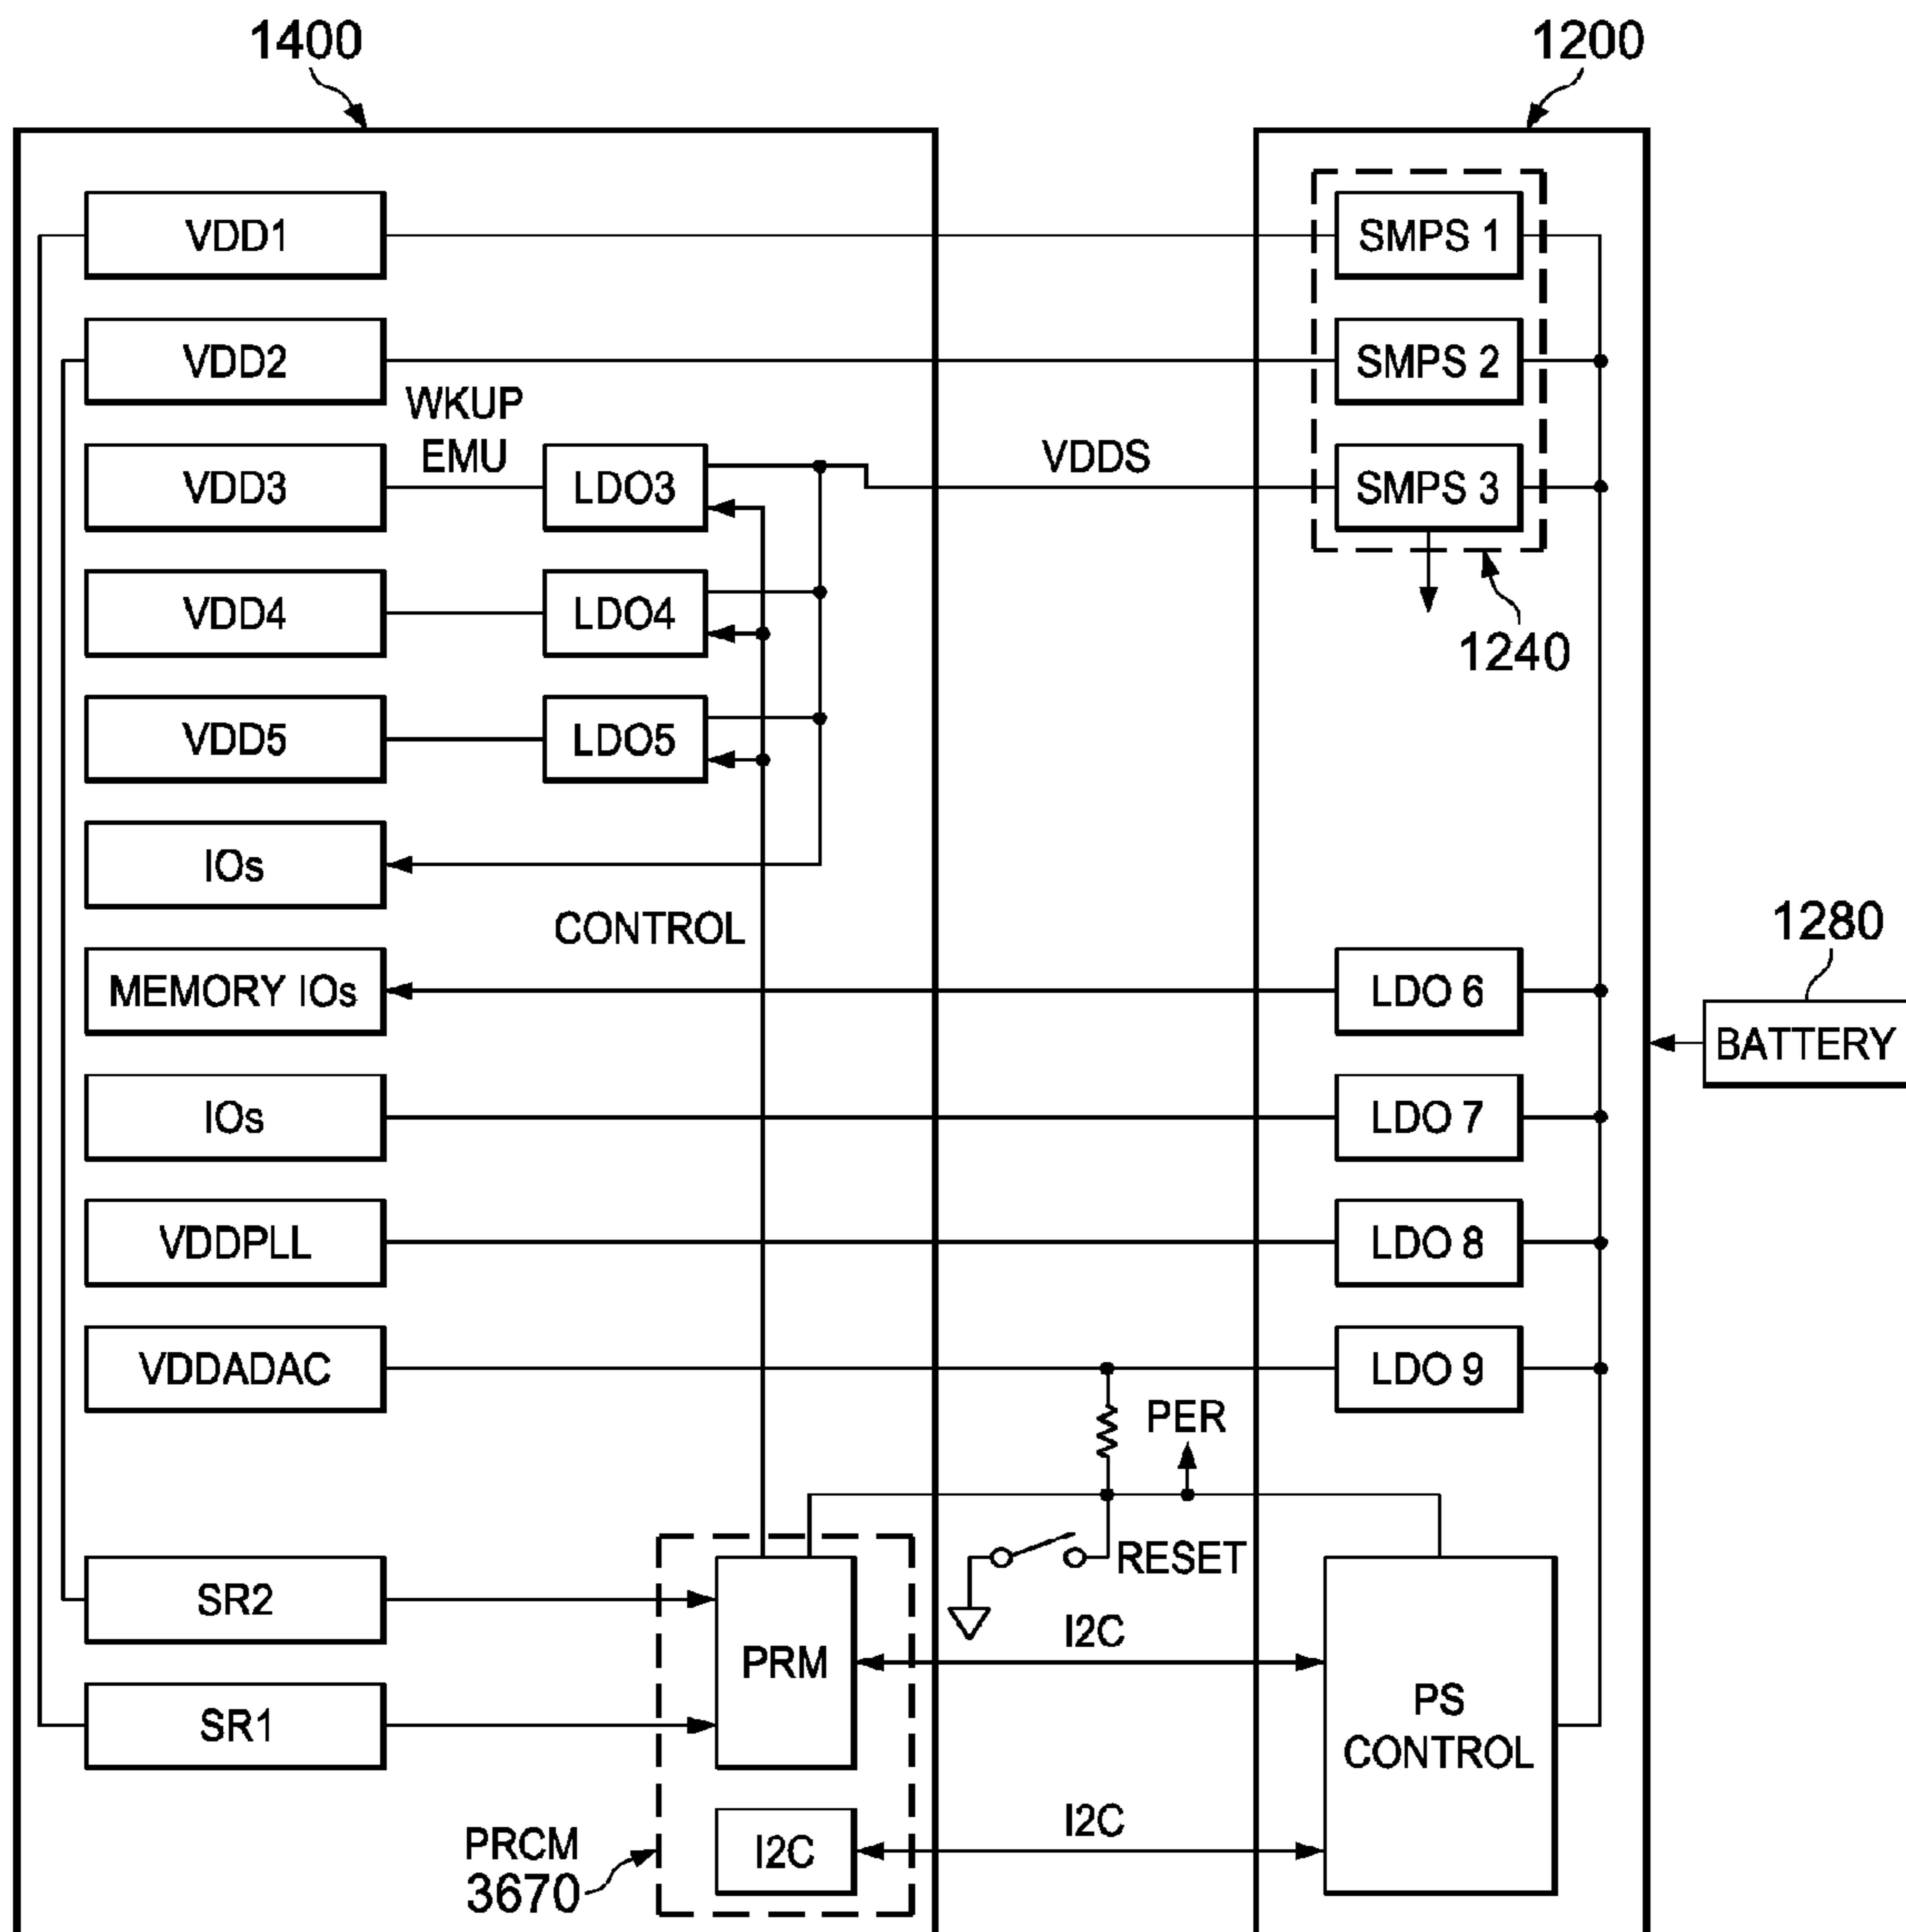 1400
1200
VDD1
SMPS 1
VDD2
SMPS 2
WKUP
EMU
VDDS
VDD3
LDO3
SMPS 3
VDD4
LDO4
1240
VDD5
LDO5
IOs
CONTROL
1280
MEMORY IOs
LDO 6
BATTERY
IOs
LDO 7
VDDPLL
LDO 8
VDDADAC
LDO 9
PER
RESET
SR2
I2C
PRM
SR1
PS
CONTROL
I2C
PRCM
3670
I2C